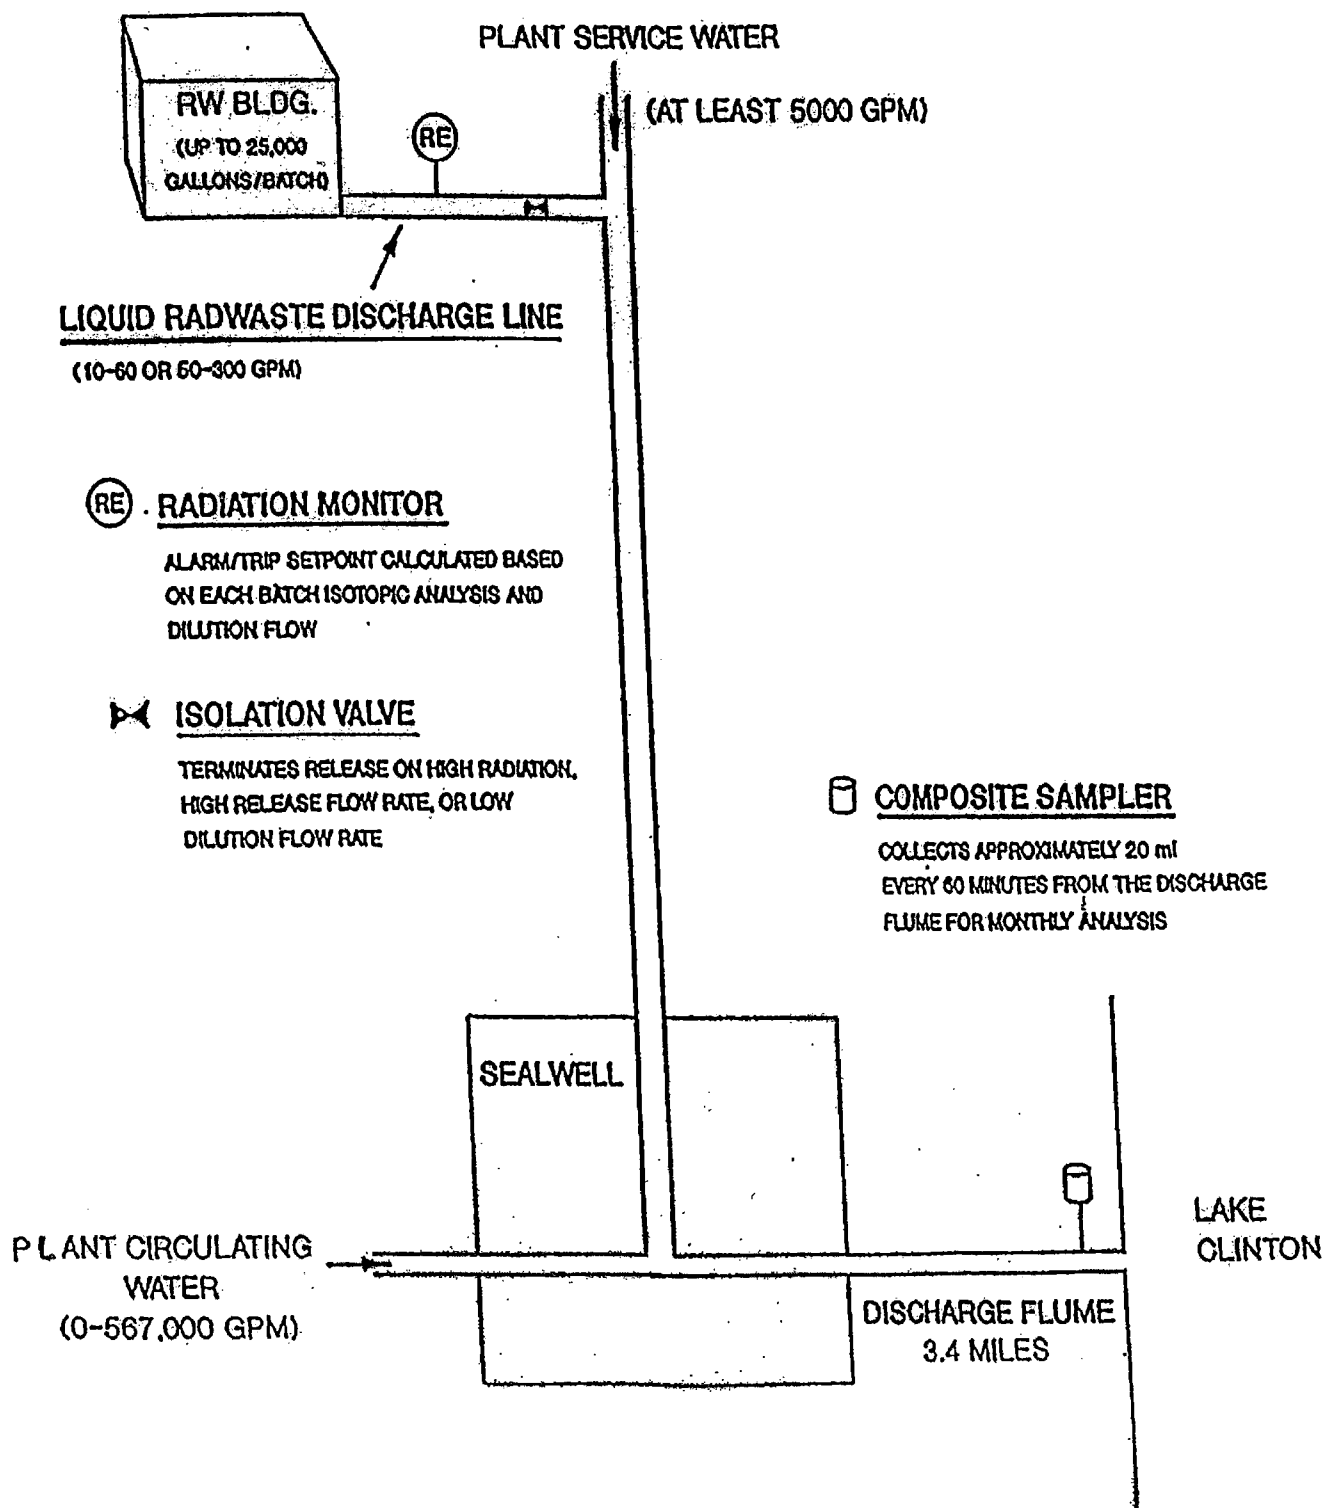 PLANT SERVICE WATER
(AT LEAST 5000 GPM)
RW BLDG.
(UP TO 25,000
GALLONS/BATCH)
RE
LIQUID RADWASTE DISCHARGE LINE
(10-60 OR 50-300 GPM)
RE
RADIATION MONITOR
ALARM/TRIP SETPOINT CALCULATED BASED
ON EACH BATCH ISOTOPIC ANALYSIS AND
DILUTION FLOW
ISOLATION VALVE
TERMINATES RELEASE ON HIGH RADIATION,
HIGH RELEASE FLOW RATE, OR LOW
DILUTION FLOW RATE
COMPOSITE SAMPLER
COLLECTS APPROXIMATELY 20 ml
EVERY 60 MINUTES FROM THE DISCHARGE
FLUME FOR MONTHLY ANALYSIS
SEALWELL
PLANT CIRCULATING
WATER
(0-567,000 GPM)
DISCHARGE FLUME
3.4 MILES
LAKE
CLINTON